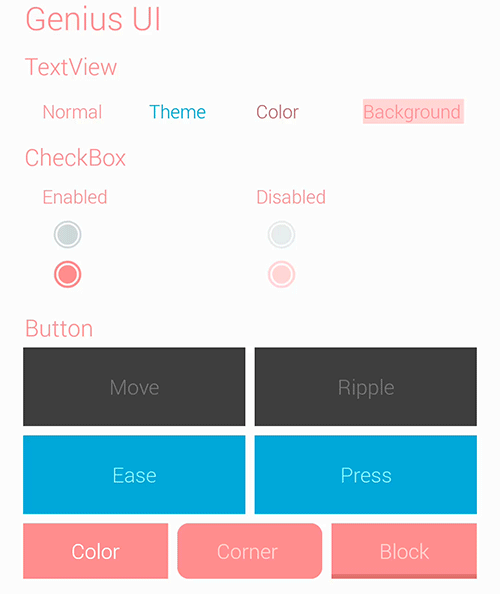 Genius UI
TextView
Normal Theme Color Background
CheckBox
Enabled Disabled
Button
Move Ripple
Ease Press
Color Corner Block